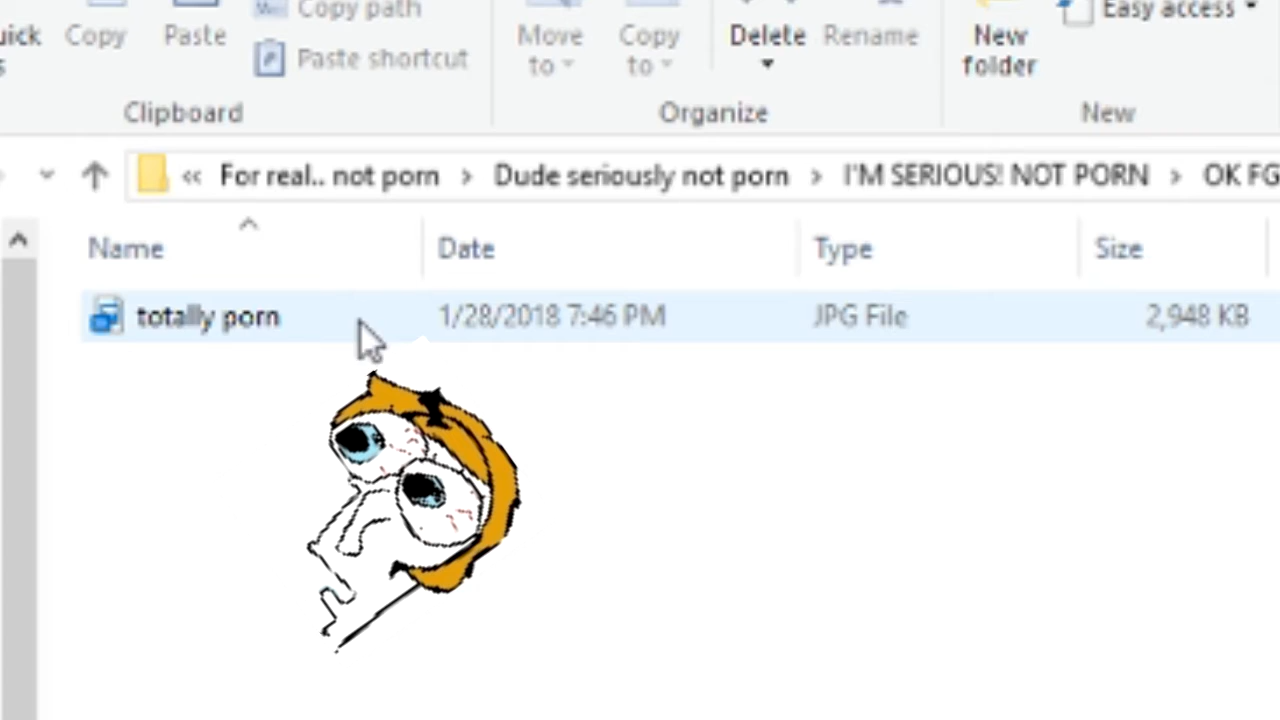 Copy path
Easy access
uick
Copy
Paste
Paste shortcut
Move
to
Copy
to
Delete
Rename
New
folder
Clipboard
Organize
New
« For real.. not porn > Dude seriously not porn > I'M SERIOUS! NOT PORN > OK FG
Name
Date
Type
Size
totally porn
1/28/2018 7:46 PM
JPG File
2,948 KB